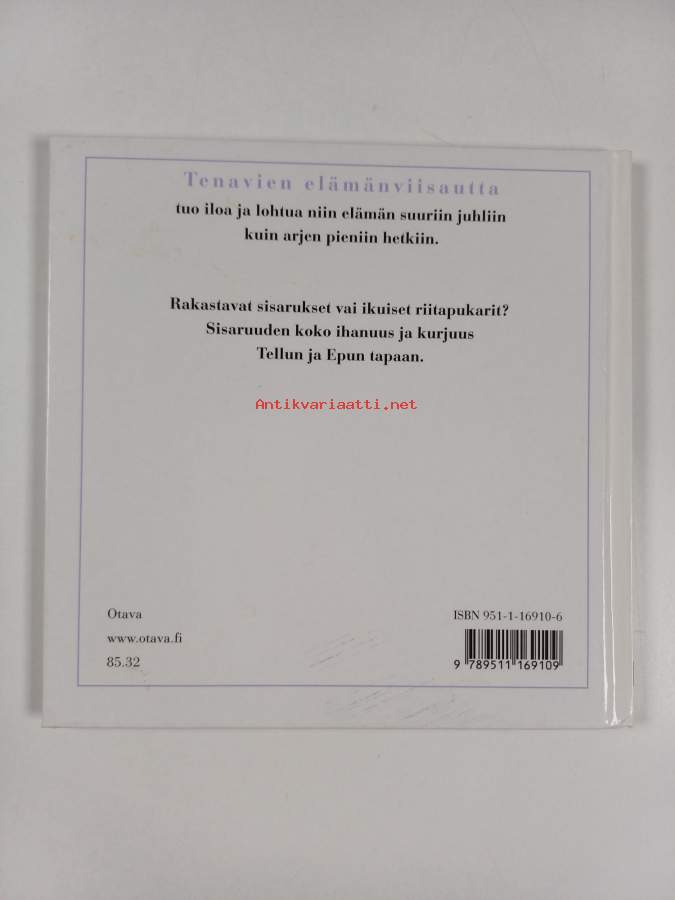 Tenavien elämänviisautta
tuo iloa ja lohtua niin elämän suuriin juhliin
kuin arjen pieniin hetkiin.
Rakastavat sisarukset vai ikuiset riitapukarit?
Sisaruuden koko ihanuus ja kurjuus
Tellun ja Epun tapaan.
Antikvariaatti.net
Otava
www.otava.fi
85.32
ISBN 951-1-16910-6
9 789511 169109